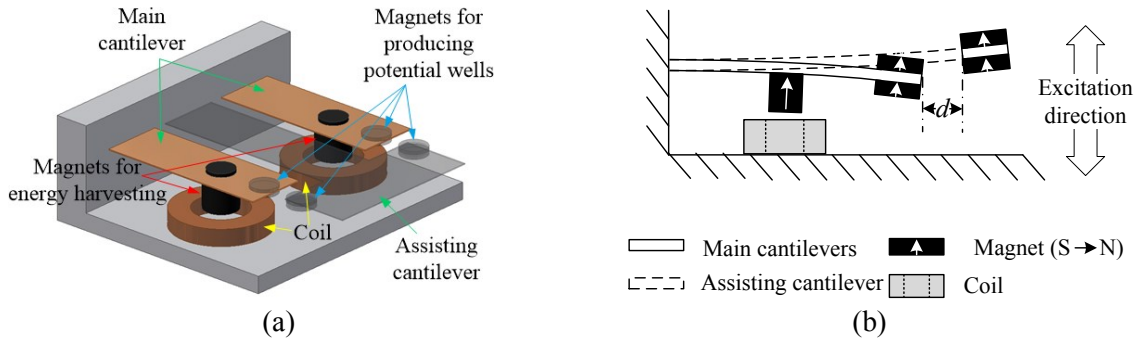 Main
cantilever
Magnets for
producing
potential wells
Magnets for
energy harvesting
Coil
Assisting
cantilever
(a)
d
Excitation
direction
Main cantilevers
Magnet (S→N)
Assisting cantilever
Coil
(b)